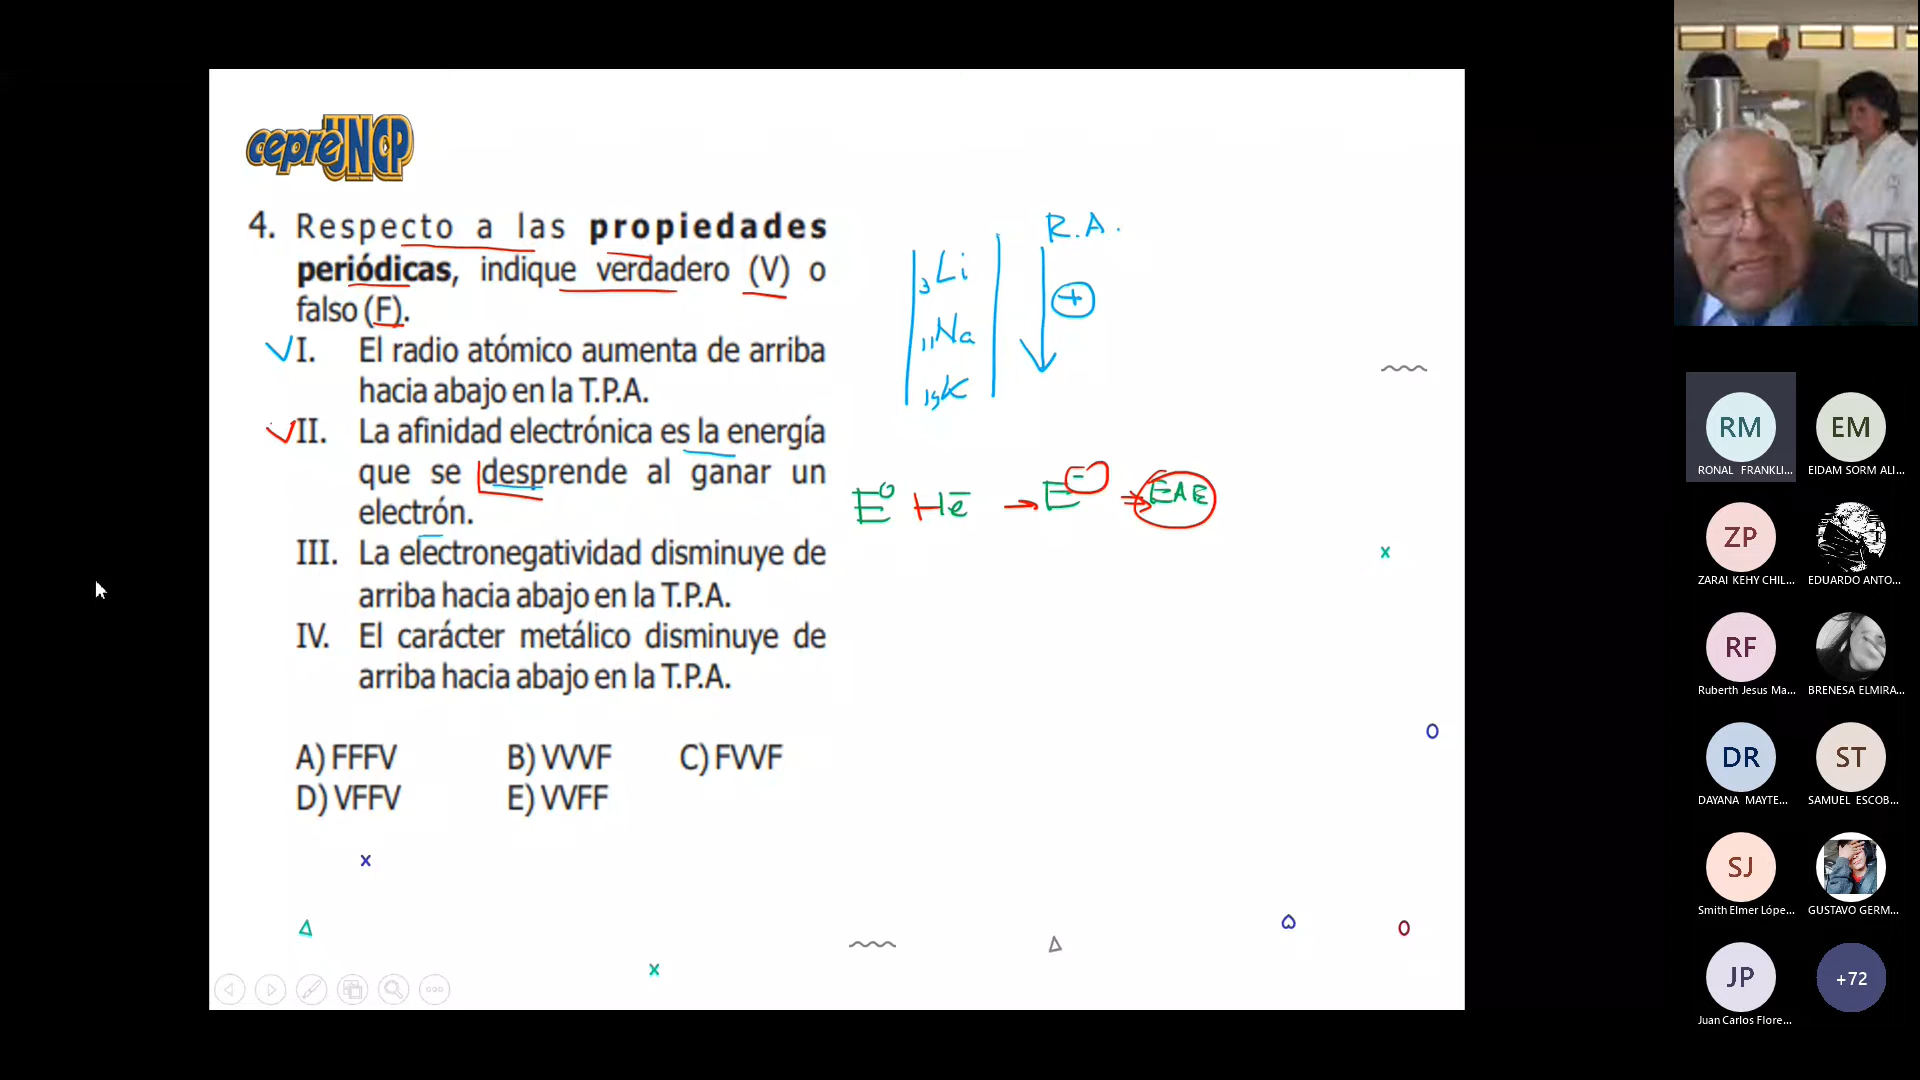 cepreUNCP
4. Respecto a las propiedades
periódicas, indique verdadero (V) o
falso (F).
V I. El radio atómico aumenta de arriba
hacia abajo en la T.P.A.
V II. La afinidad electrónica es la energía
que se desprende al ganar un
electrón.
III. La electronegatividad disminuye de
arriba hacia abajo en la T.P.A.
IV. El carácter metálico disminuye de
arriba hacia abajo en la T.P.A.
A) FFFV B) VVVF C) FVVF
D) VFFV E) VVFF
R.A.
3Li
+
11Na
19K
E0 + e- → E- → EAE
RM
RONAL FRANKLI...
EM
EIDAM SORM ALI...
ZP
ZARAI KEHY CHIL...
EDUARDO ANTO...
RF
Ruberth Jesus Ma...
BRENESA ELMIRA...
DR
DAYANA MAYTE...
ST
SAMUEL ESCOB...
SJ
Smith Elmer Lópe...
GUSTAVO GERM...
JP
Juan Carlos Flore...
+72